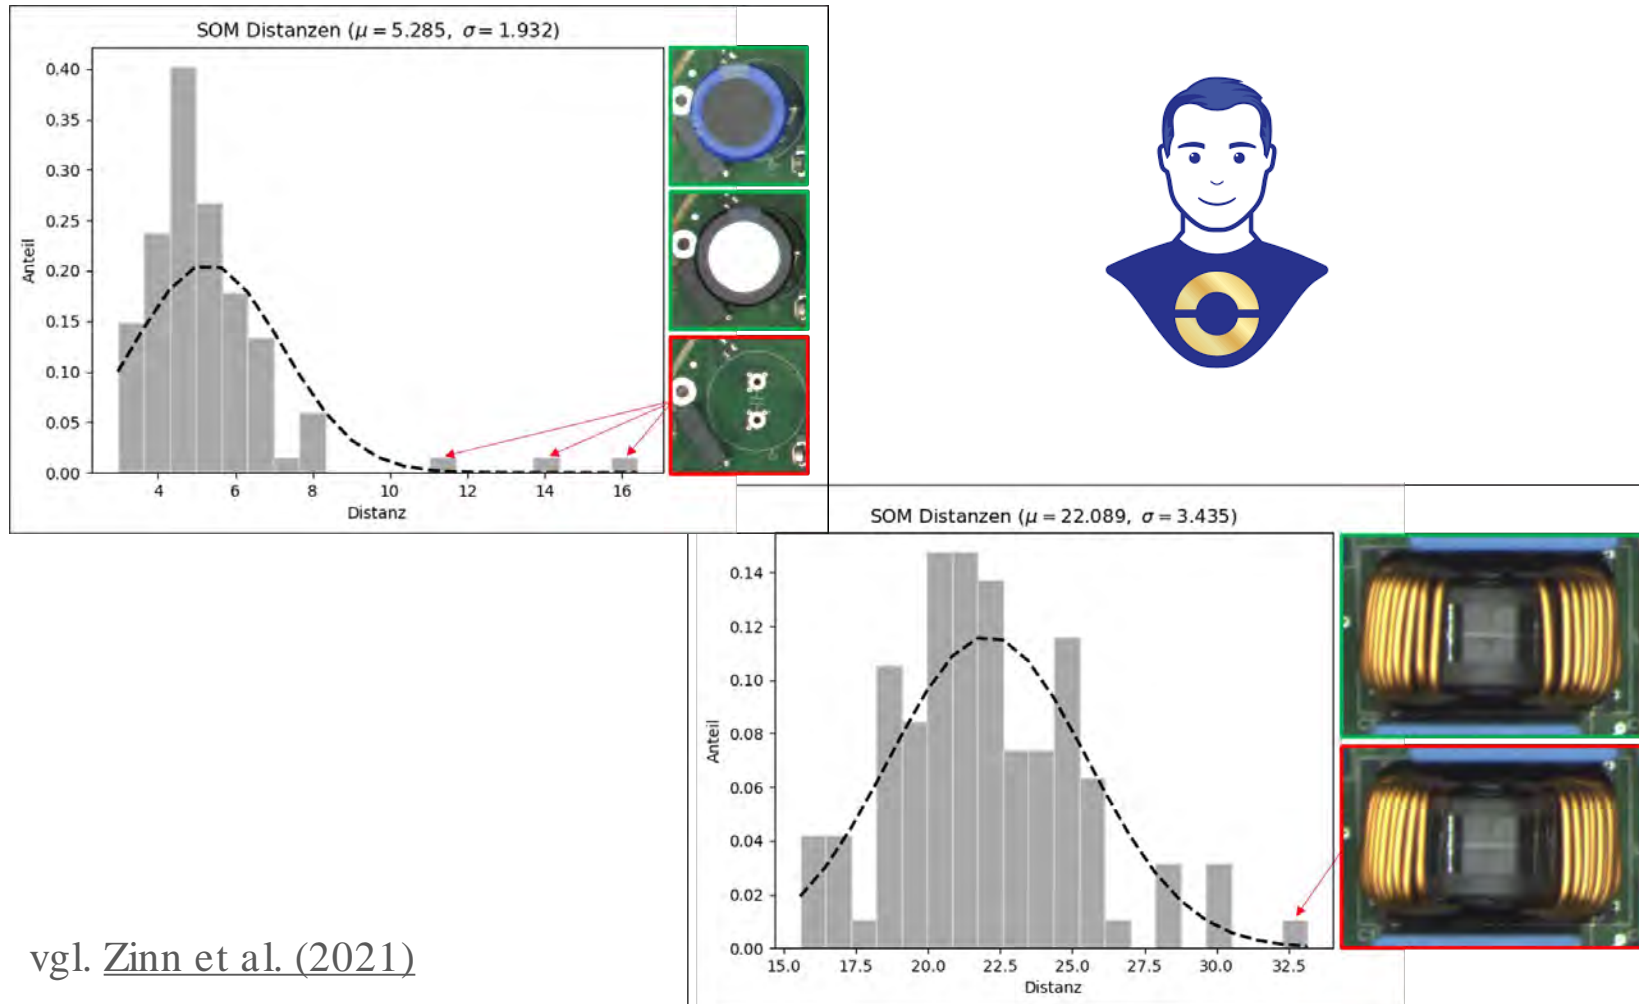 SOM Distanzen (μ = 5.285, σ = 1.932)
0.40
0.35
0.30
0.25
0.20
0.15
0.10
0.05
0.00
Anteil
4 6 8 10 12 14 16
Distanz
SOM Distanzen (μ = 22.089, σ = 3.435)
0.14
0.12
0.10
0.08
0.06
0.04
0.02
0.00
Anteil
15.0 17.5 20.0 22.5 25.0 27.5 30.0 32.5
Distanz
vgl. Zinn et al. (2021)